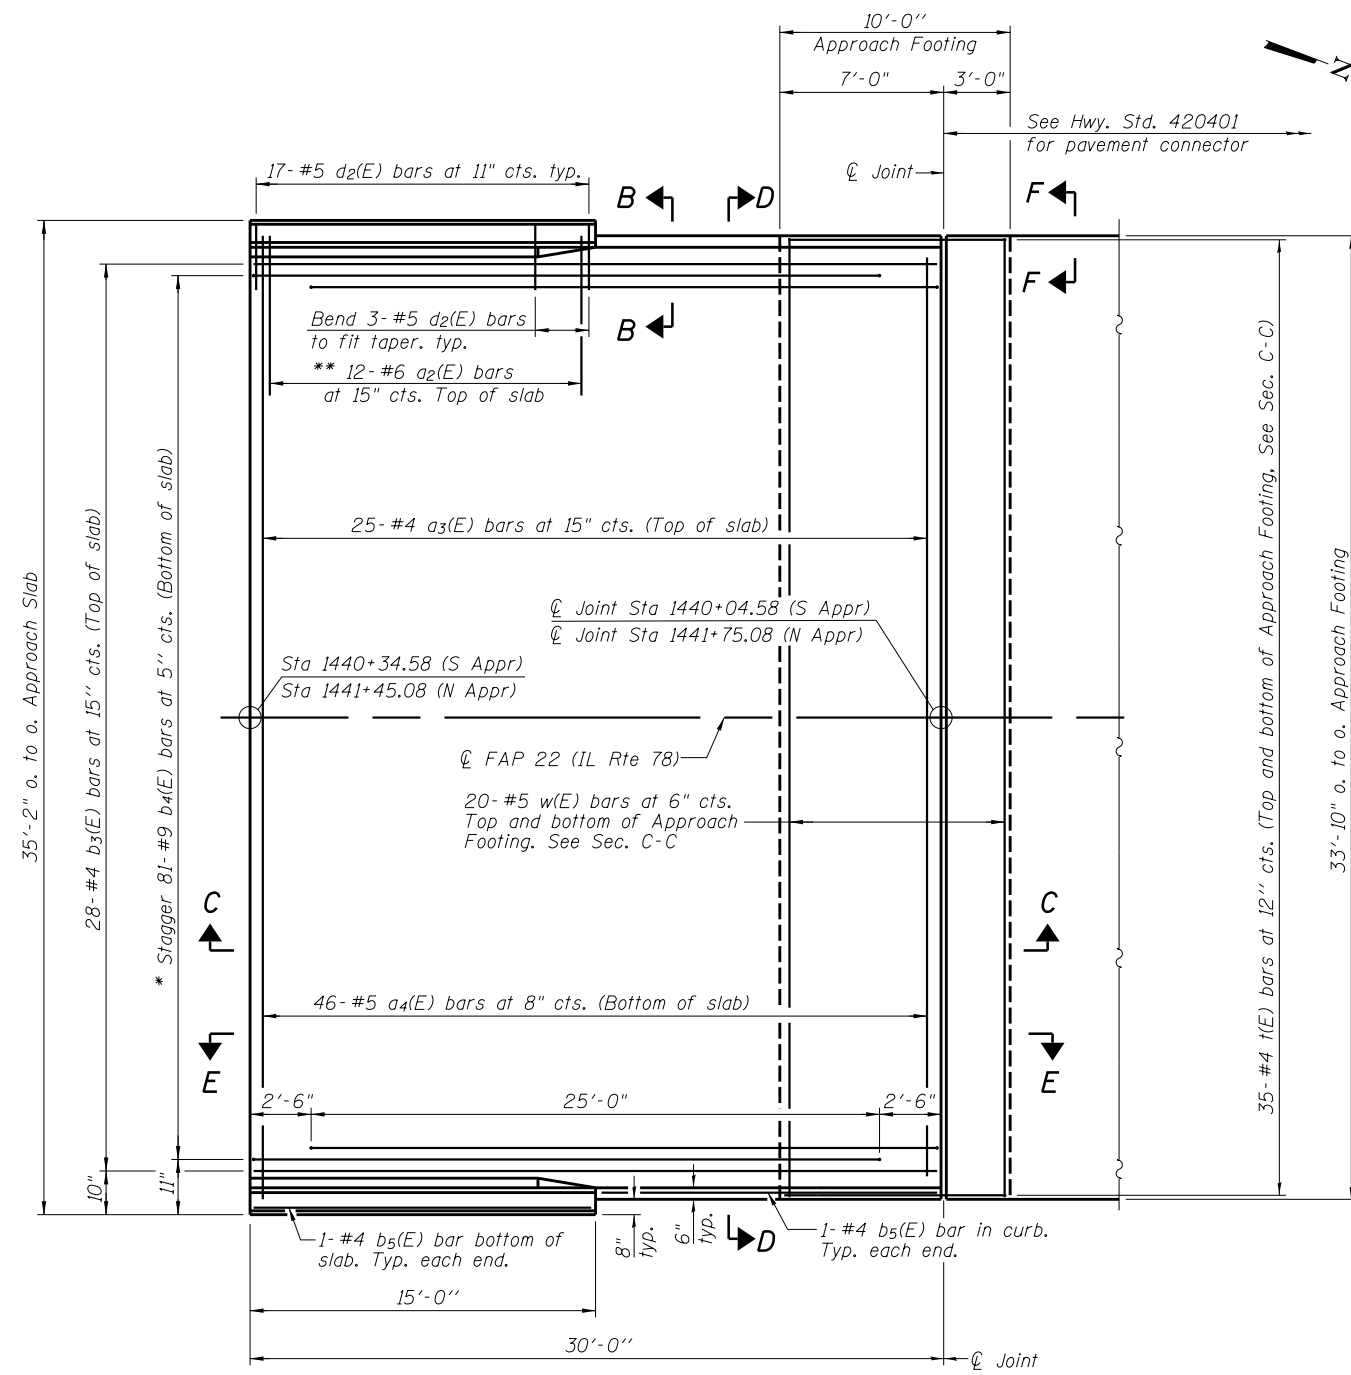 10'-0''
Approach Footing
7'-0"
3'-0"
N
See Hwy. Std. 420401
for pavement connector
℄ Joint
17-#5 d2(E) bars at 11" cts. typ.
B
D
F
F
B
Bend 3-#5 d2(E) bars
to fit taper. typ.
** 12-#6 a2(E) bars
at 15" cts. Top of slab
25-#4 a3(E) bars at 15" cts. (Top of slab)
℄ Joint Sta 1440+04.58 (S Appr)
℄ Joint Sta 1441+75.08 (N Appr)
Sta 1440+34.58 (S Appr)
Sta 1441+45.08 (N Appr)
℄ FAP 22 (IL Rte 78)
20-#5 w(E) bars at 6" cts.
Top and bottom of Approach
Footing. See Sec. C-C
35'-2" o. to o. Approach Slab
28-#4 b3(E) bars at 15'' cts. (Top of slab)
* Stagger 81-#9 b4(E) bars at 5'' cts. (Bottom of slab)
35-#4 t(E) bars at 12'' cts. (Top and bottom of Approach Footing. See Sec. C-C)
33'-10" o. to o. Approach Footing
C
C
46-#5 a4(E) bars at 8" cts. (Bottom of slab)
E
E
2'-6"
25'-0"
2'-6"
10"
11"
1-#4 b5(E) bar bottom of
slab. Typ. each end.
8"
typ.
6"
typ.
D
1-#4 b5(E) bar in curb.
Typ. each end.
15'-0''
30'-0''
℄ Joint